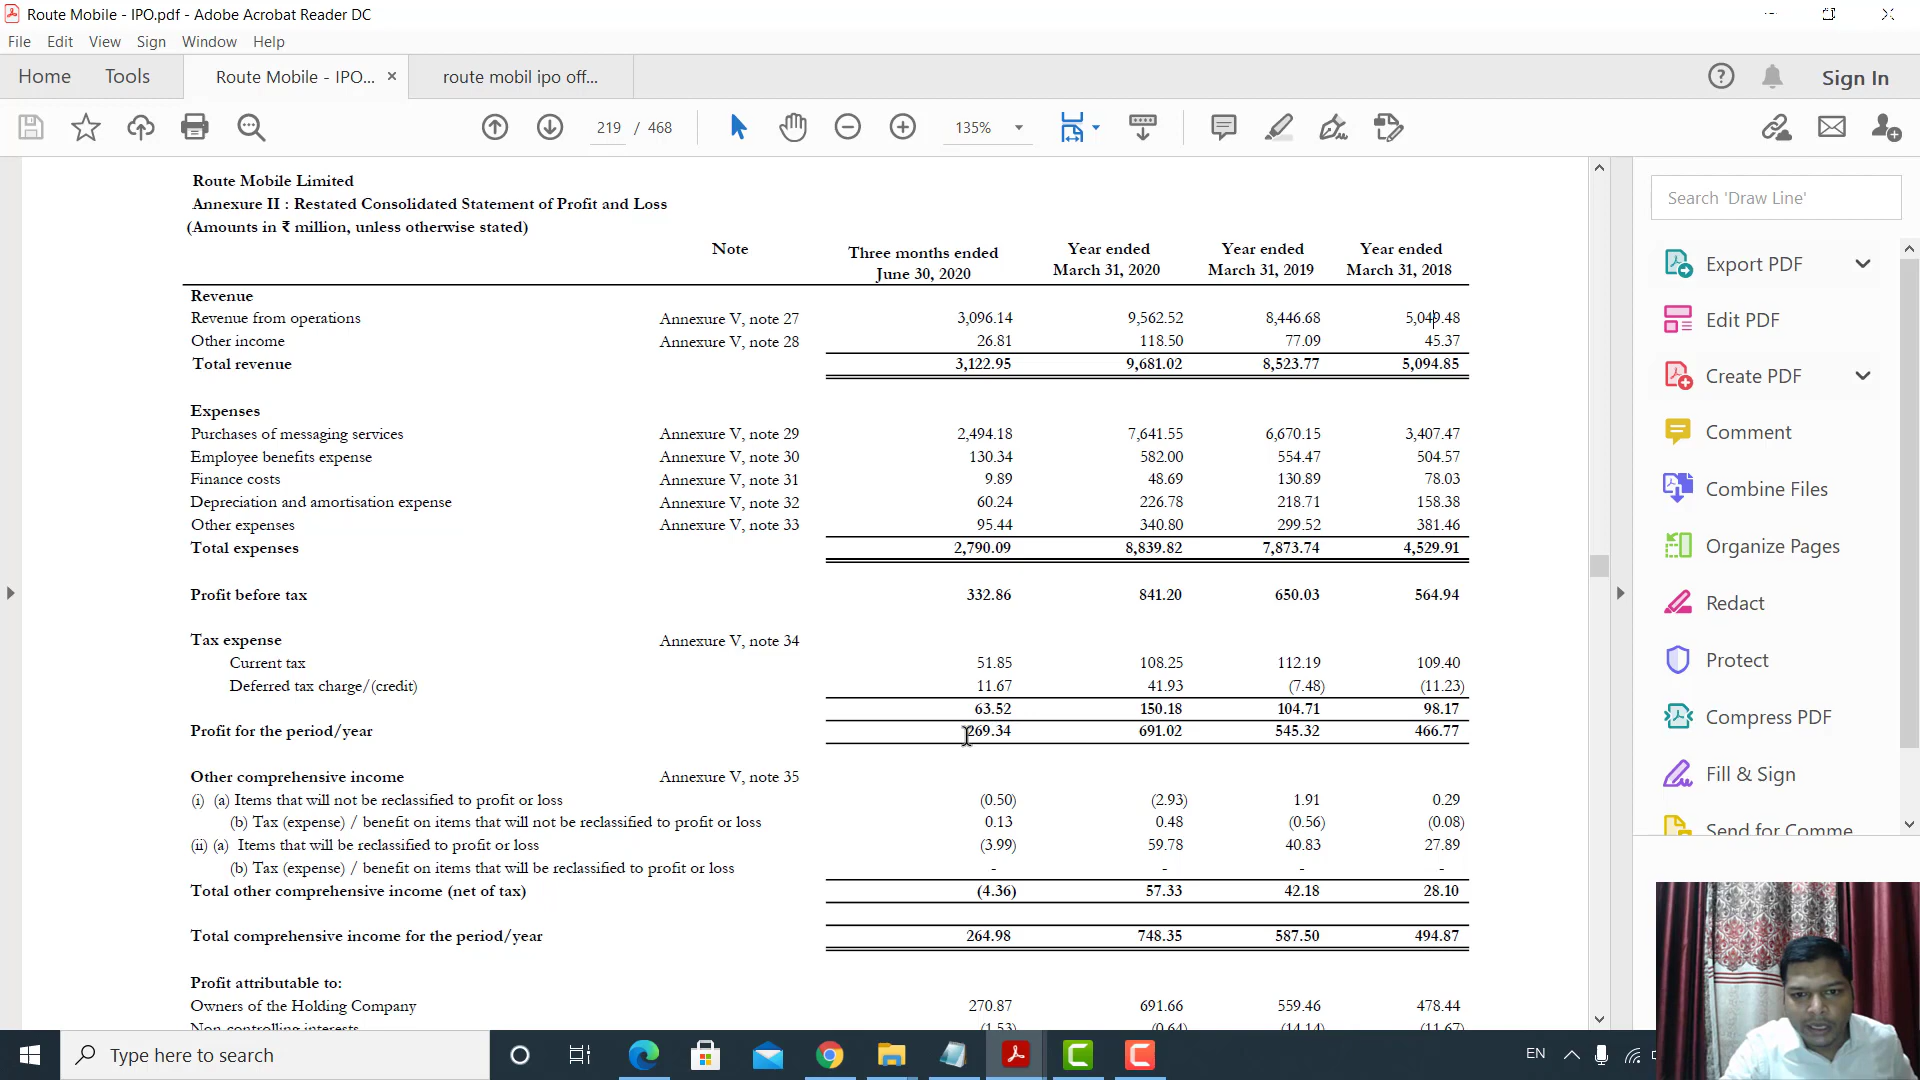 Route Mobile - IPO.pdf - Adobe Acrobat Reader DC
File Edit View Sign Window Help
Home Tools Route Mobile - IPO... × route mobil ipo off... Sign In
219 / 468 135%
Route Mobile Limited
Annexure II : Restated Consolidated Statement of Profit and Loss
(Amounts in ₹ million, unless otherwise stated)
Note Three months ended June 30, 2020 Year ended March 31, 2020 Year ended March 31, 2019 Year ended March 31, 2018
Revenue
Revenue from operations Annexure V, note 27 3,096.14 9,562.52 8,446.68 5,049.48
Other income Annexure V, note 28 26.81 118.50 77.09 45.37
Total revenue 3,122.95 9,681.02 8,523.77 5,094.85
Expenses
Purchases of messaging services Annexure V, note 29 2,494.18 7,641.55 6,670.15 3,407.47
Employee benefits expense Annexure V, note 30 130.34 582.00 554.47 504.57
Finance costs Annexure V, note 31 9.89 48.69 130.89 78.03
Depreciation and amortisation expense Annexure V, note 32 60.24 226.78 218.71 158.38
Other expenses Annexure V, note 33 95.44 340.80 299.52 381.46
Total expenses 2,790.09 8,839.82 7,873.74 4,529.91
Profit before tax 332.86 841.20 650.03 564.94
Tax expense Annexure V, note 34
Current tax 51.85 108.25 112.19 109.40
Deferred tax charge/(credit) 11.67 41.93 (7.48) (11.23)
63.52 150.18 104.71 98.17
Profit for the period/year 269.34 691.02 545.32 466.77
Other comprehensive income Annexure V, note 35
(i) (a) Items that will not be reclassified to profit or loss (0.50) (2.93) 1.91 0.29
(b) Tax (expense) / benefit on items that will not be reclassified to profit or loss 0.13 0.48 (0.56) (0.08)
(ii) (a) Items that will be reclassified to profit or loss (3.99) 59.78 40.83 27.89
(b) Tax (expense) / benefit on items that will be reclassified to profit or loss - - - -
Total other comprehensive income (net of tax) (4.36) 57.33 42.18 28.10
Total comprehensive income for the period/year 264.98 748.35 587.50 494.87
Profit attributable to:
Owners of the Holding Company 270.87 691.66 559.46 478.44
Non controlling interests (1.53) (0.64) (14.14) (11.67)
Search 'Draw Line'
Export PDF
Edit PDF
Create PDF
Comment
Combine Files
Organize Pages
Redact
Protect
Compress PDF
Fill & Sign
Send for Comme
Type here to search
EN